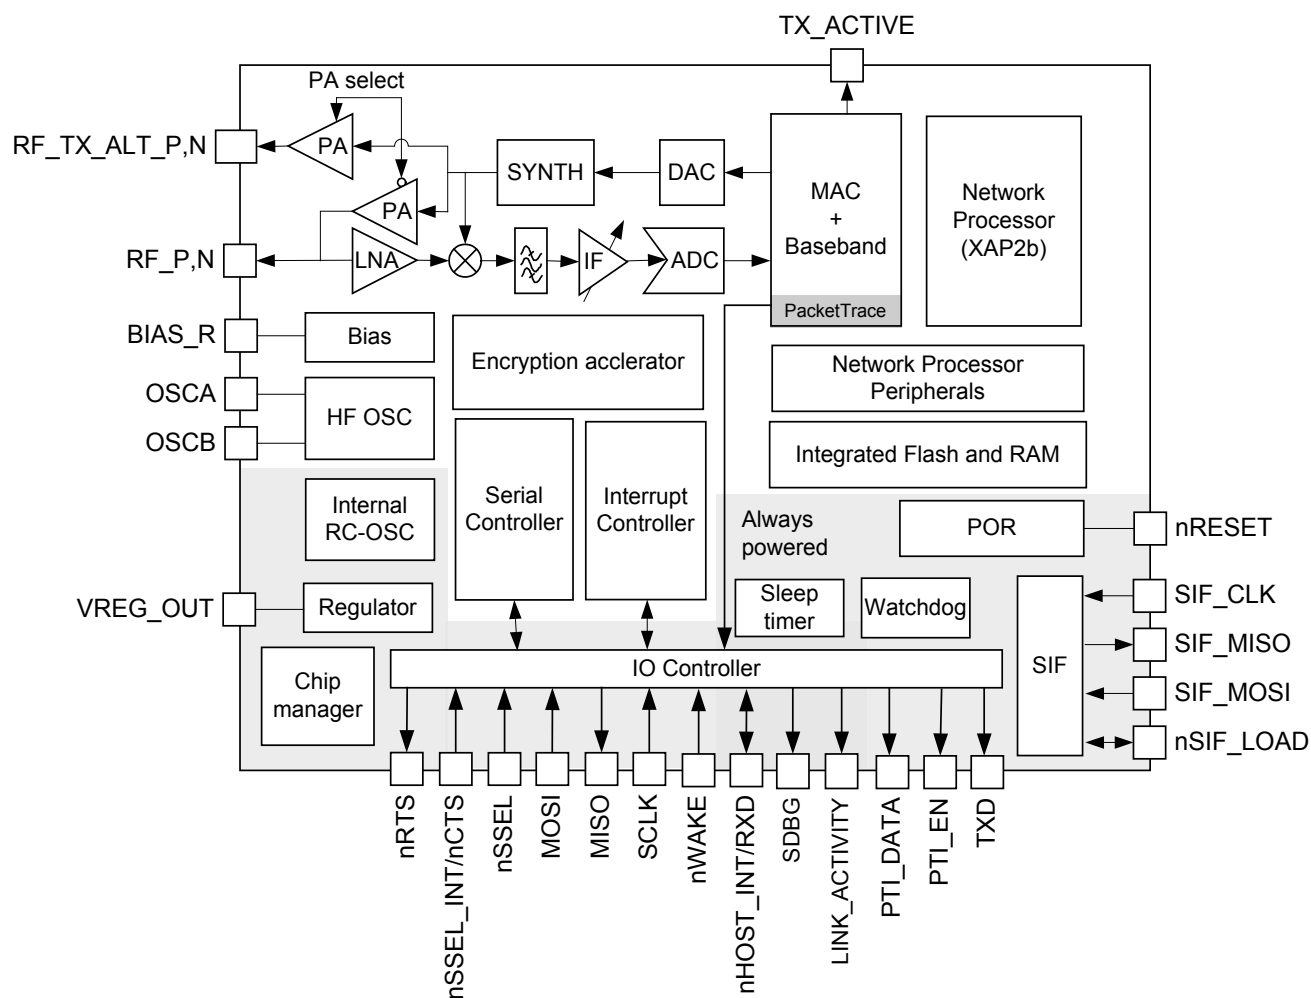 TX_ACTIVE
PA select
RF_TX_ALT_P,N
PA
SYNTH
DAC
MAC
+
Baseband
Network
Processor
(XAP2b)
PA
RF_P,N
LNA
IF
ADC
PacketTrace
BIAS_R
Bias
Encryption acclerator
Network Processor
Peripherals
OSCA
HF OSC
OSCB
Integrated Flash and RAM
Internal
RC-OSC
Serial
Controller
Interrupt
Controller
Always
powered
POR
nRESET
VREG_OUT
Regulator
Sleep
timer
Watchdog
SIF_CLK
SIF_MISO
SIF
SIF_MOSI
nSIF_LOAD
IO Controller
Chip
manager
nRTS
nSSEL_INT/nCTS
nSSEL
MOSI
MISO
SCLK
nWAKE
nHOST_INT/RXD
SDBG
LINK_ACTIVITY
PTI_DATA
PTI_EN
TXD